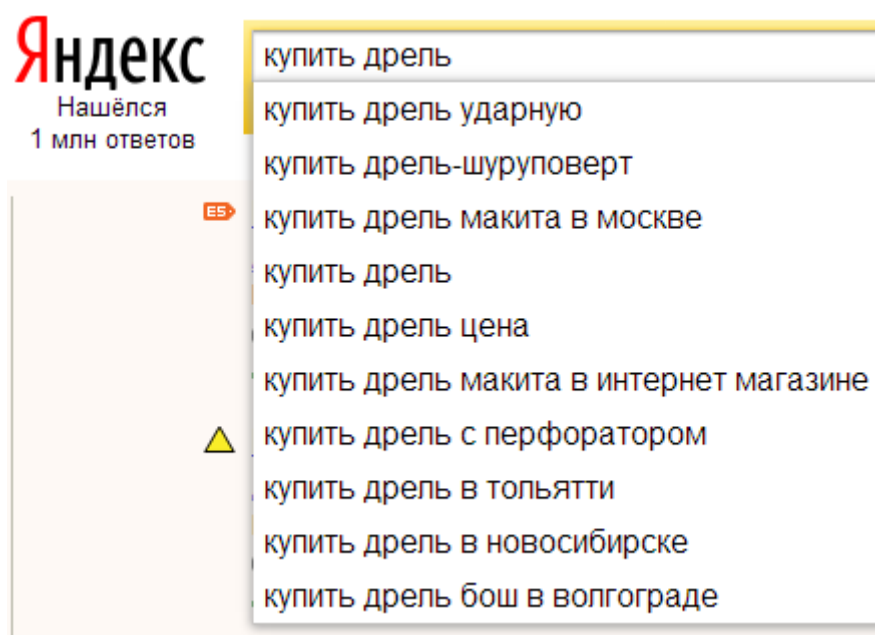 Яндекс
Нашёлся
1 млн ответов
купить дрель
купить дрель ударную
купить дрель-шуруповерт
купить дрель макита в москве
купить дрель
купить дрель цена
купить дрель макита в интернет магазине
купить дрель с перфоратором
купить дрель в тольятти
купить дрель в новосибирске
купить дрель бош в волгограде
E5